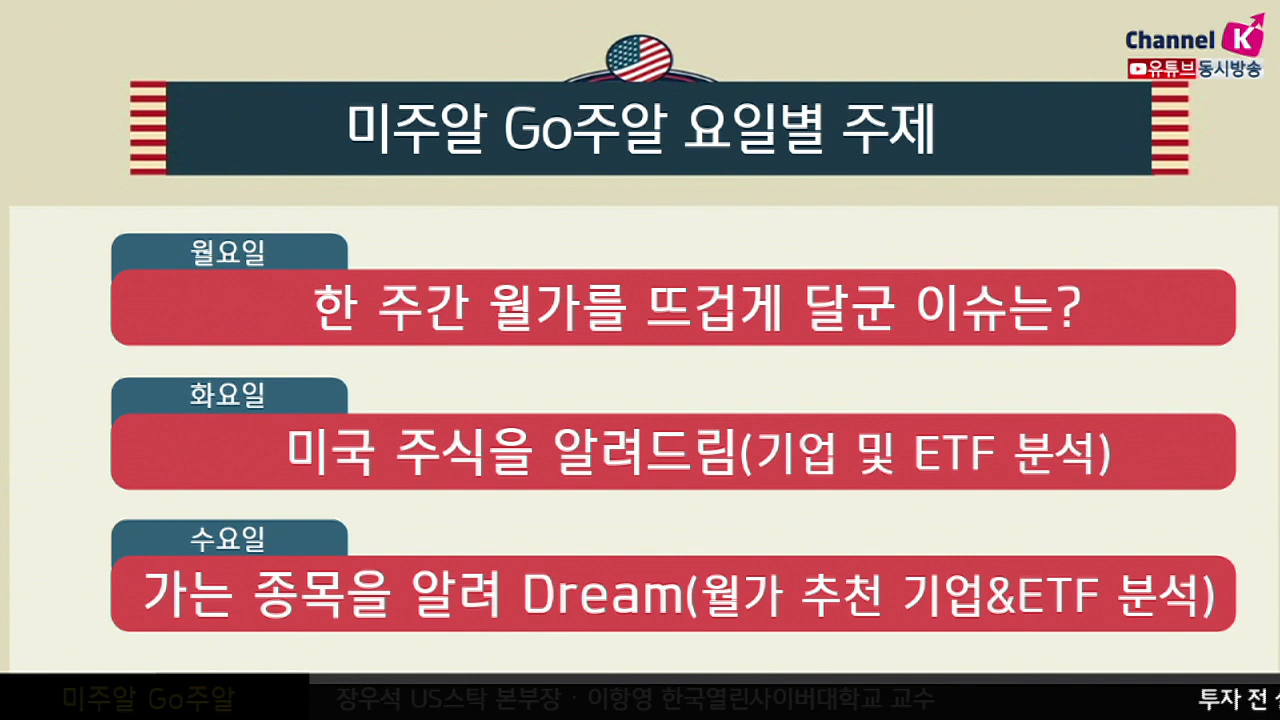 Channel K
유튜브동시방송
미주알 Go주알 요일별 주제
월요일
한 주간 월가를 뜨겁게 달군 이슈는?
화요일
미국 주식을 알려드림(기업 및 ETF 분석)
수요일
가는 종목을 알려 Dream(월가 추천 기업&ETF 분석)
미주알 Go주알
장우석 US스탁 본부장 · 이항영 한국열린사이버대학교 교수
투자 전